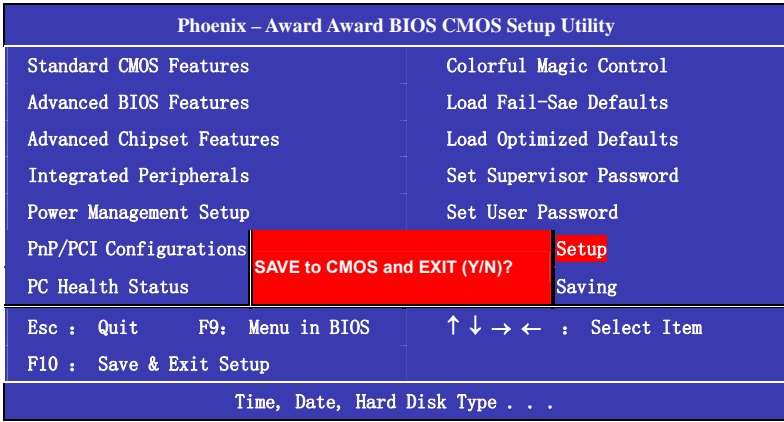 Phoenix – Award Award BIOS CMOS Setup Utility
Standard CMOS Features
Advanced BIOS Features
Advanced Chipset Features
Integrated Peripherals
Power Management Setup
PnP/PCI Configurations
PC Health Status
Colorful Magic Control
Load Fail-Sae Defaults
Load Optimized Defaults
Set Supervisor Password
Set User Password
Setup
Saving
SAVE to CMOS and EXIT (Y/N)?
Esc : Quit F9: Menu in BIOS ↑ ↓ → ← : Select Item
F10 : Save & Exit Setup
Time, Date, Hard Disk Type . . .